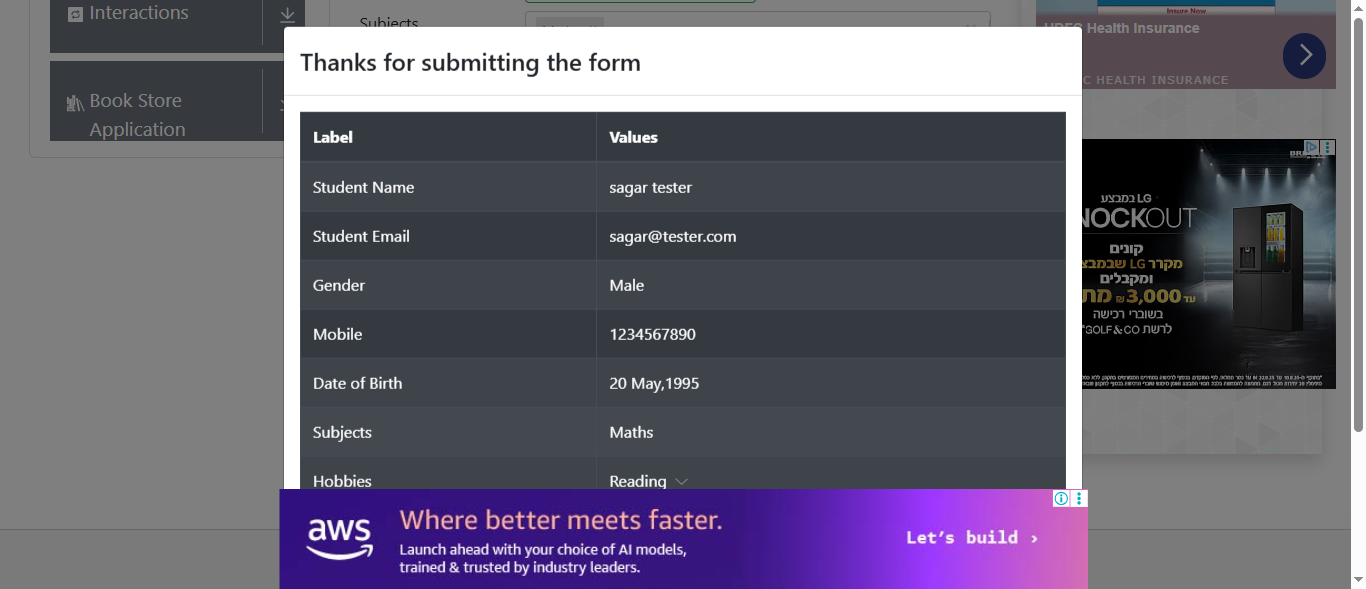 Interactions
Book Store
Application
Subjects
Thanks for submitting the form
Label Values
Student Name sagar tester
Student Email sagar@tester.com
Gender Male
Mobile 1234567890
Date of Birth 20 May,1995
Subjects Maths
Hobbies Reading
aws
Where better meets faster.
Launch ahead with your choice of AI models,
trained & trusted by industry leaders.
Let's build ›
Insure Now
Health Insurance
C HEALTH INSURANCE
LG במבצע
NOCKOUT
קונים
מקרר LG שבמבצ
ומקבלים
עד 3,000 ₪ מת
בשוברי רכישה
לרשת GOLF & CO*